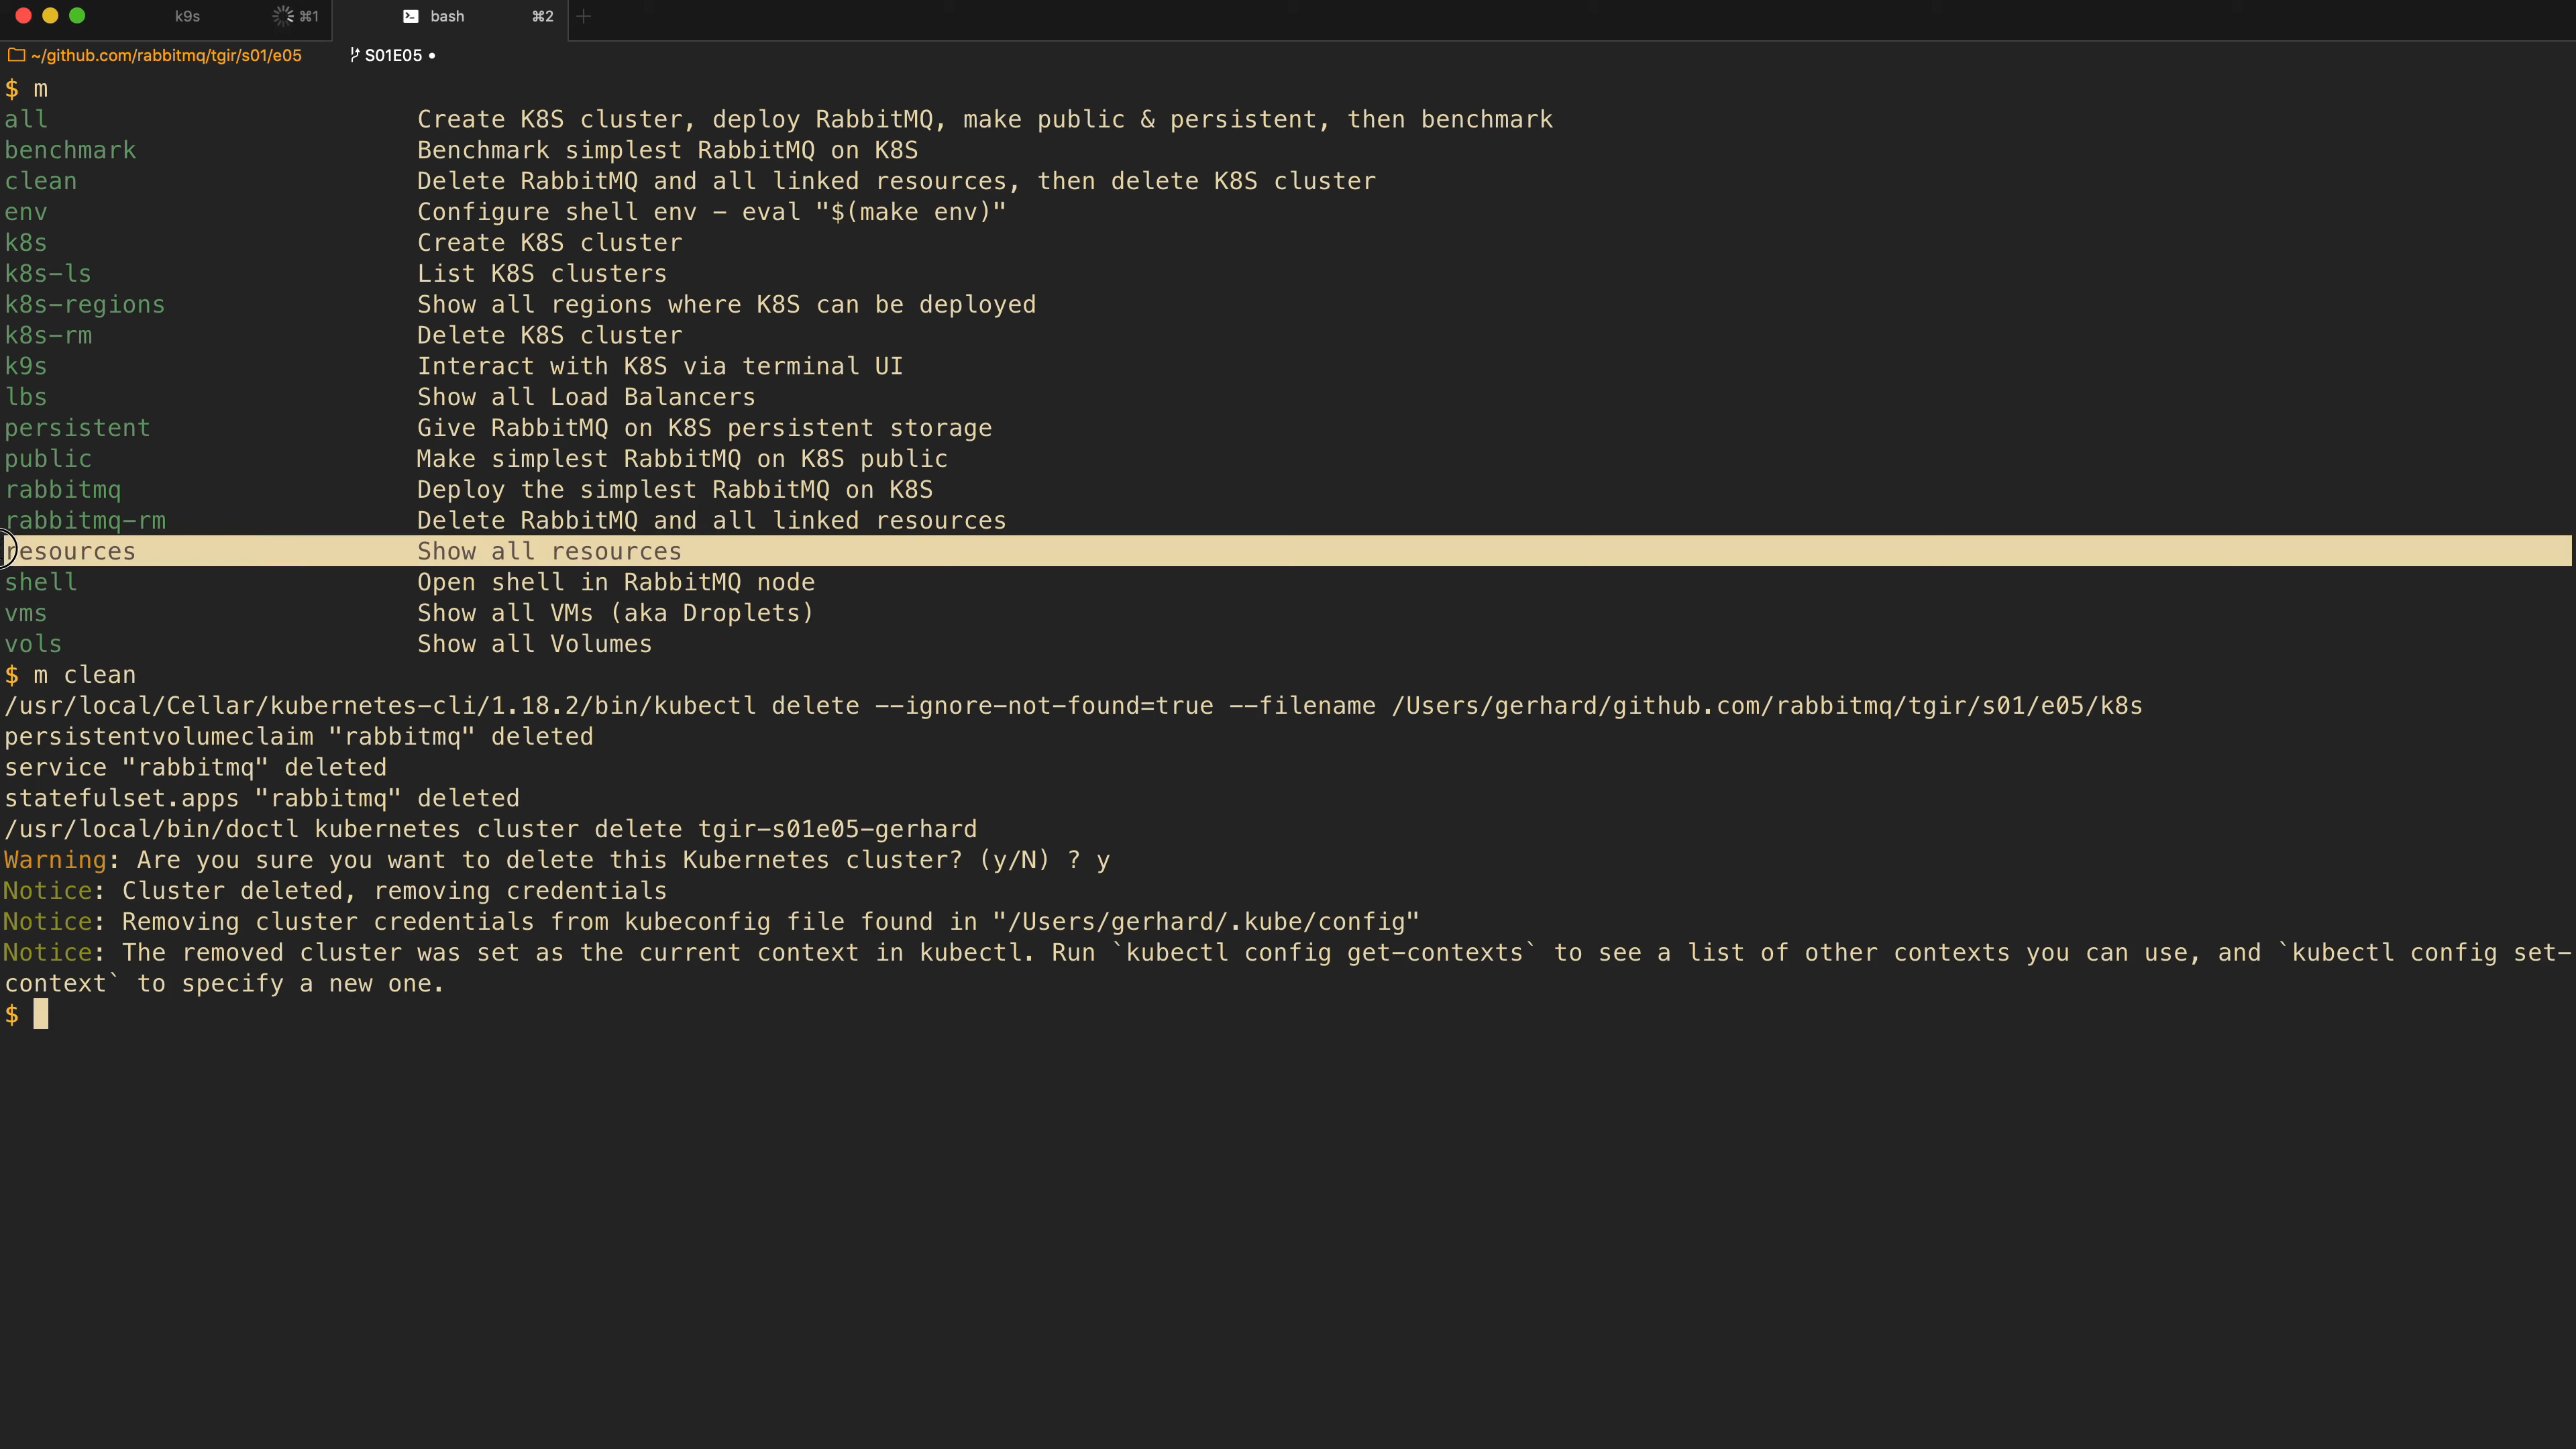 k9s ⌘1 bash ⌘2 +
~/github.com/rabbitmq/tgir/s01/e05 S01E05 •
$ m
all Create K8S cluster, deploy RabbitMQ, make public & persistent, then benchmark
benchmark Benchmark simplest RabbitMQ on K8S
clean Delete RabbitMQ and all linked resources, then delete K8S cluster
env Configure shell env - eval "$(make env)"
k8s Create K8S cluster
k8s-ls List K8S clusters
k8s-regions Show all regions where K8S can be deployed
k8s-rm Delete K8S cluster
k9s Interact with K8S via terminal UI
lbs Show all Load Balancers
persistent Give RabbitMQ on K8S persistent storage
public Make simplest RabbitMQ on K8S public
rabbitmq Deploy the simplest RabbitMQ on K8S
rabbitmq-rm Delete RabbitMQ and all linked resources
resources Show all resources
shell Open shell in RabbitMQ node
vms Show all VMs (aka Droplets)
vols Show all Volumes
$ m clean
/usr/local/Cellar/kubernetes-cli/1.18.2/bin/kubectl delete --ignore-not-found=true --filename /Users/gerhard/github.com/rabbitmq/tgir/s01/e05/k8s
persistentvolumeclaim "rabbitmq" deleted
service "rabbitmq" deleted
statefulset.apps "rabbitmq" deleted
/usr/local/bin/doctl kubernetes cluster delete tgir-s01e05-gerhard
Warning: Are you sure you want to delete this Kubernetes cluster? (y/N) ? y
Notice: Cluster deleted, removing credentials
Notice: Removing cluster credentials from kubeconfig file found in "/Users/gerhard/.kube/config"
Notice: The removed cluster was set as the current context in kubectl. Run `kubectl config get-contexts` to see a list of other contexts you can use, and `kubectl config set-
context` to specify a new one.
$